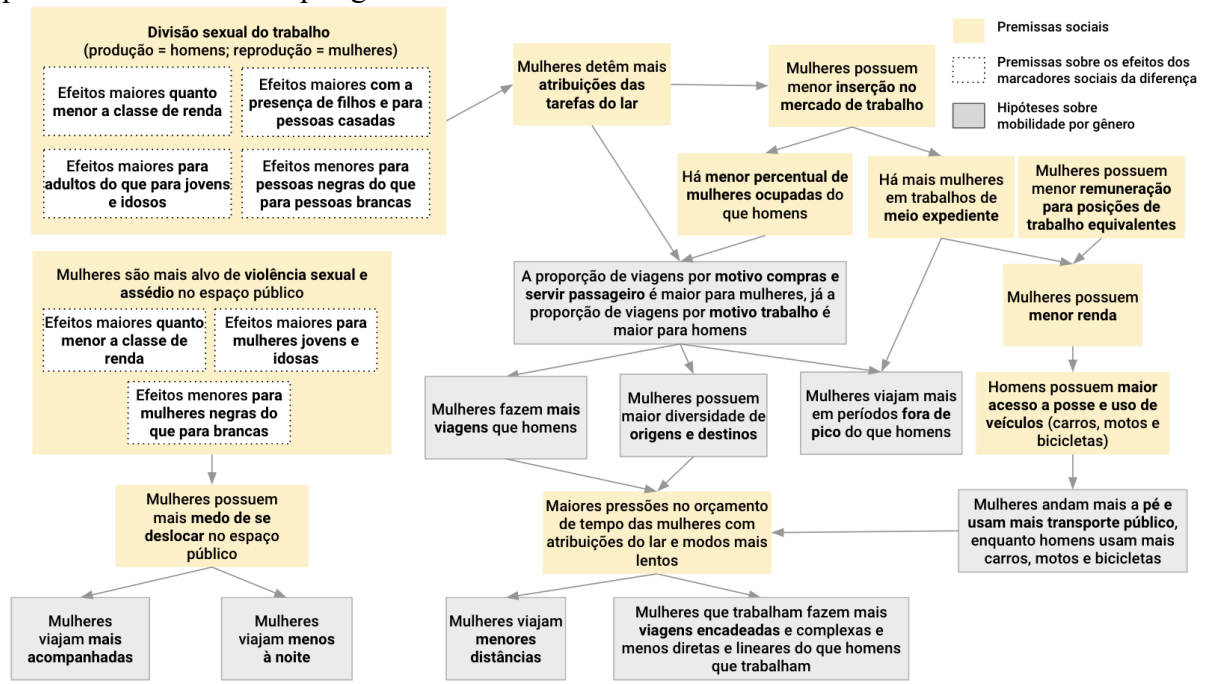 Divisão sexual do trabalho
(produção = homens; reprodução = mulheres)
Efeitos maiores quanto
menor a classe de renda
Efeitos maiores com a
presença de filhos e para
pessoas casadas
Efeitos maiores para
adultos do que para jovens
e idosos
Efeitos menores para
pessoas negras do que
para pessoas brancas
Mulheres detêm mais
atribuições das
tarefas do lar
Mulheres possuem
menor inserção no
mercado de trabalho
Premissas sociais
Premissas sobre os efeitos dos
marcadores sociais da diferença
Hipóteses sobre
mobilidade por gênero
Há menor percentual de
mulheres ocupadas do
que homens
Há mais mulheres
em trabalhos de
meio expediente
Mulheres possuem
menor remuneração
para posições de
trabalho equivalentes
Mulheres são mais alvo de violência sexual e
assédio no espaço público
Efeitos maiores quanto
menor a classe de
renda
Efeitos maiores para
mulheres jovens e
idosas
Efeitos menores para
mulheres negras do
que para brancas
A proporção de viagens por motivo compras e
servir passageiro é maior para mulheres, já a
proporção de viagens por motivo trabalho é
maior para homens
Mulheres possuem
menor renda
Mulheres fazem mais
viagens que homens
Mulheres possuem
maior diversidade de
origens e destinos
Mulheres viajam mais
em períodos fora de
pico do que homens
Homens possuem maior
acesso a posse e uso de
veículos (carros, motos e
bicicletas)
Mulheres possuem
mais medo de se
deslocar no espaço
público
Maiores pressões no orçamento
de tempo das mulheres com
atribuições do lar e modos mais
lentos
Mulheres andam mais a pé e
usam mais transporte público,
enquanto homens usam mais
carros, motos e bicicletas
Mulheres
viajam mais
acompanhadas
Mulheres
viajam menos
à noite
Mulheres viajam
menores
distâncias
Mulheres que trabalham fazem mais
viagens encadeadas e complexas e
menos diretas e lineares do que homens
que trabalham